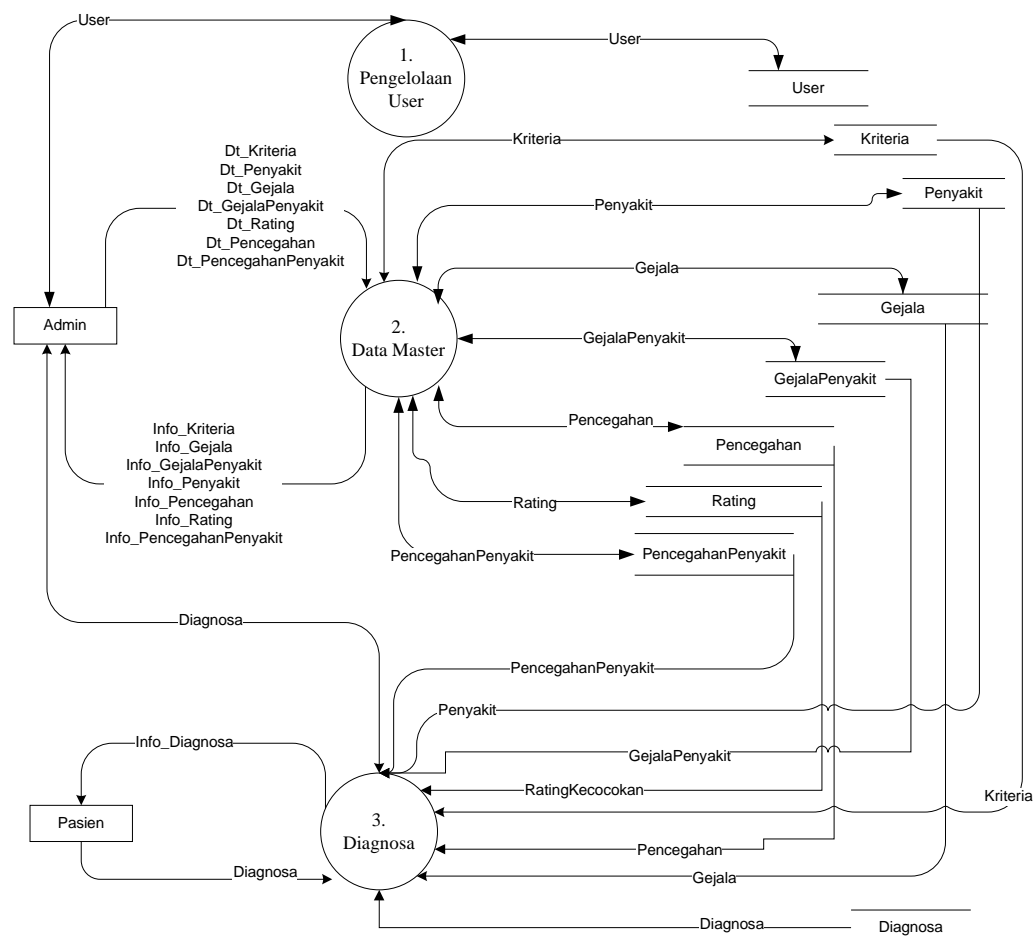 User
1.
Pengelolaan
User
User
User
Kriteria
Kriteria
Dt_Kriteria
Dt_Penyakit
Dt_Gejala
Dt_GejalaPenyakit
Dt_Rating
Dt_Pencegahan
Dt_PencegahanPenyakit
Penyakit
Penyakit
Gejala
Gejala
Admin
2.
Data Master
GejalaPenyakit
GejalaPenyakit
Pencegahan
Pencegahan
Info_Kriteria
Info_Gejala
Info_GejalaPenyakit
Info_Penyakit
Info_Pencegahan
Info_Rating
Info_PencegahanPenyakit
Rating
Rating
PencegahanPenyakit
PencegahanPenyakit
Diagnosa
PencegahanPenyakit
Penyakit
Info_Diagnosa
GejalaPenyakit
RatingKecocokan
Kriteria
Pasien
3.
Diagnosa
Pencegahan
Diagnosa
Gejala
Diagnosa
Diagnosa